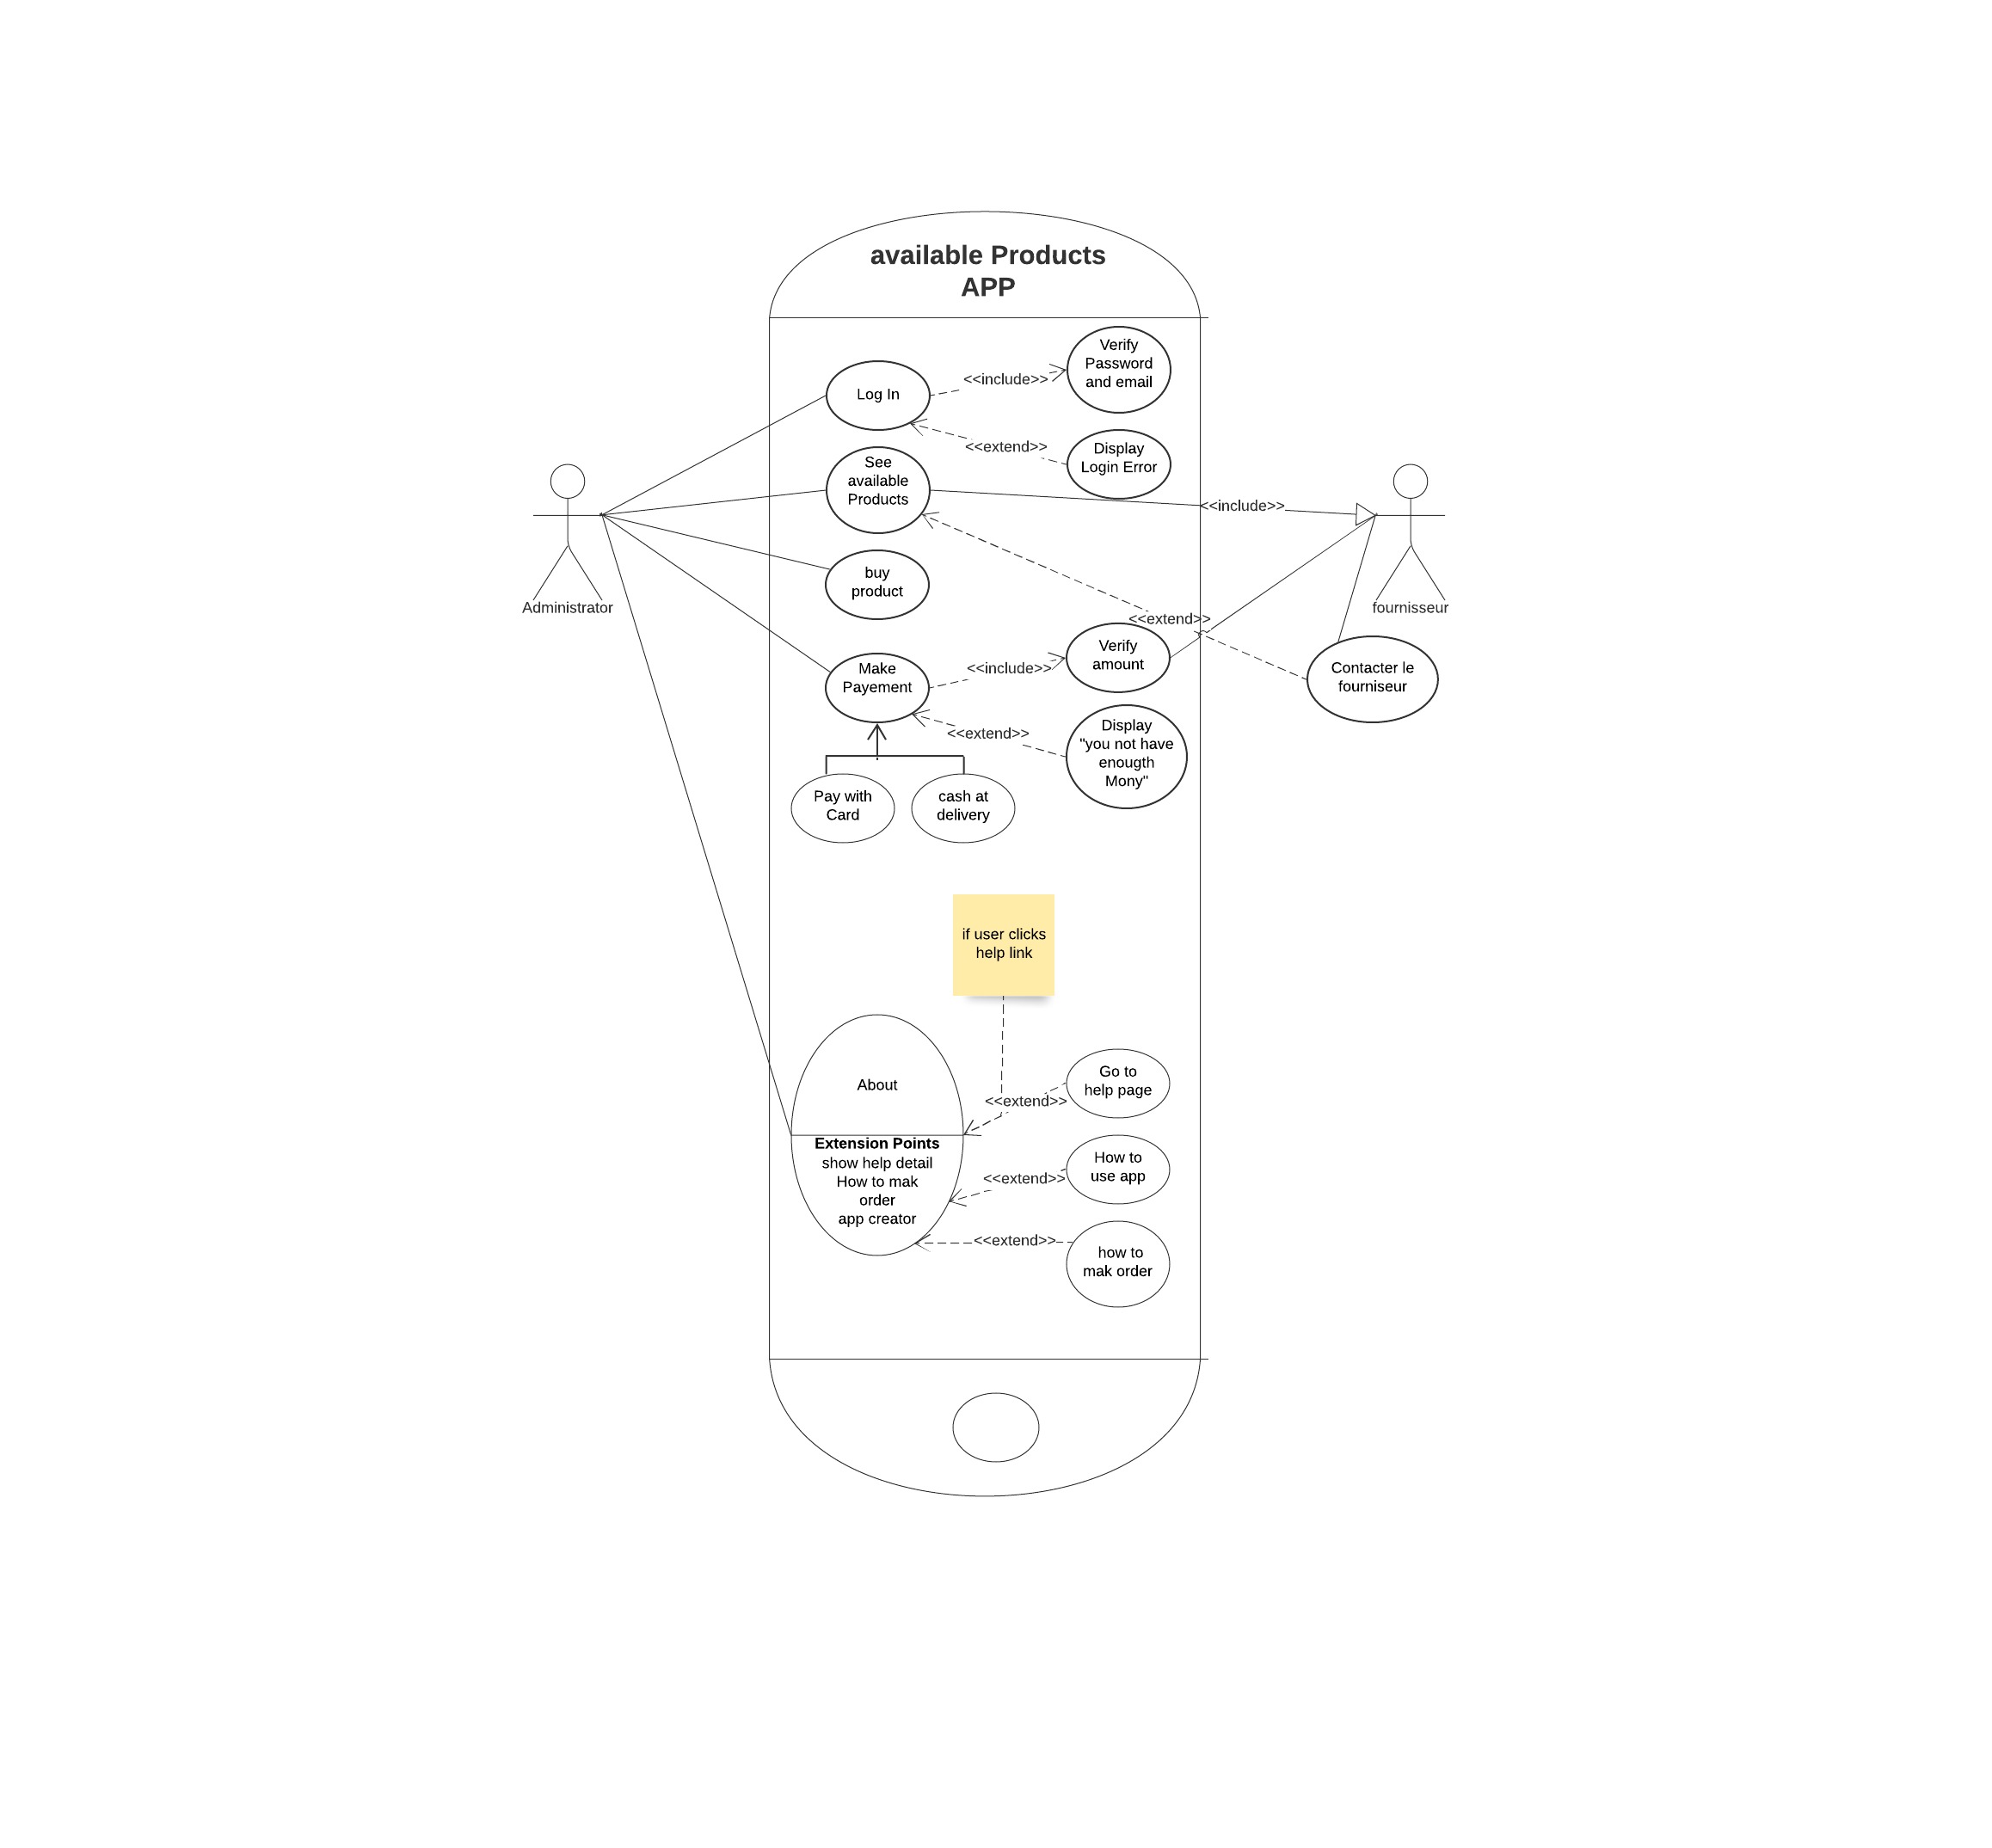 available Products
APP
Verify
Password
and email
<<include>>
Log In
<<extend>>
Display
Login Error
See
available
Products
<<include>>
buy
product
Administrator
fournisseur
<<extend>>
Verify
amount
Make
Payement
<<include>>
Contacter le
fourniseur
<<extend>>
Display
"you not have
enougth
Mony"
Pay with
Card
cash at
delivery
if user clicks
help link
About
Go to
help page
<<extend>>
Extension Points
show help detail
How to mak
order
app creator
How to
use app
<<extend>>
<<extend>>
how to
mak order